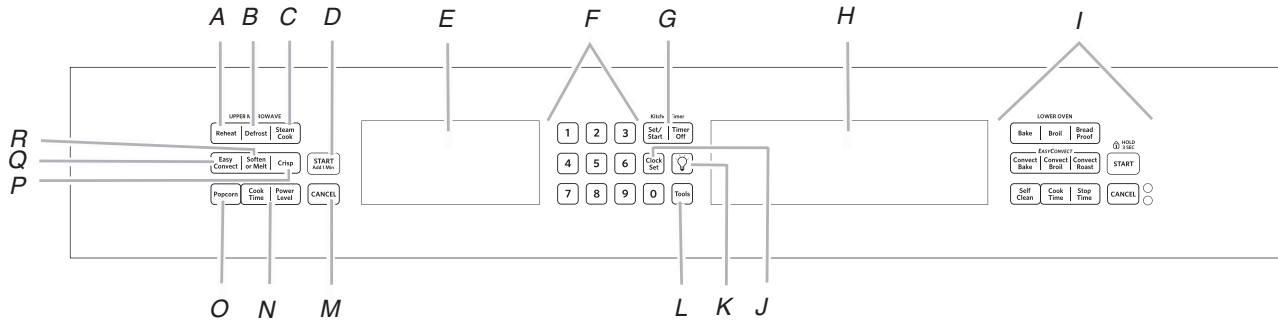 A B C D E F G H I
UPPER MICROWAVE
Reheat Defrost Steam Cook
Easy Convect Soften or Melt Crisp
START
Add 1 Min
Popcorn Cook Time Power Level
CANCEL
1 2 3
4 5 6
7 8 9 0
Kitchen Timer
Set/Start Timer Off
Clock Set
Tools
LOWER OVEN
Bake Broil Bread Proof
EASYCONVECT
Convect Bake Convect Broil Convect Roast
HOLD
3 SEC
START
Self Clean Cook Time Stop Time
CANCEL
R
Q
P
O N M L K J